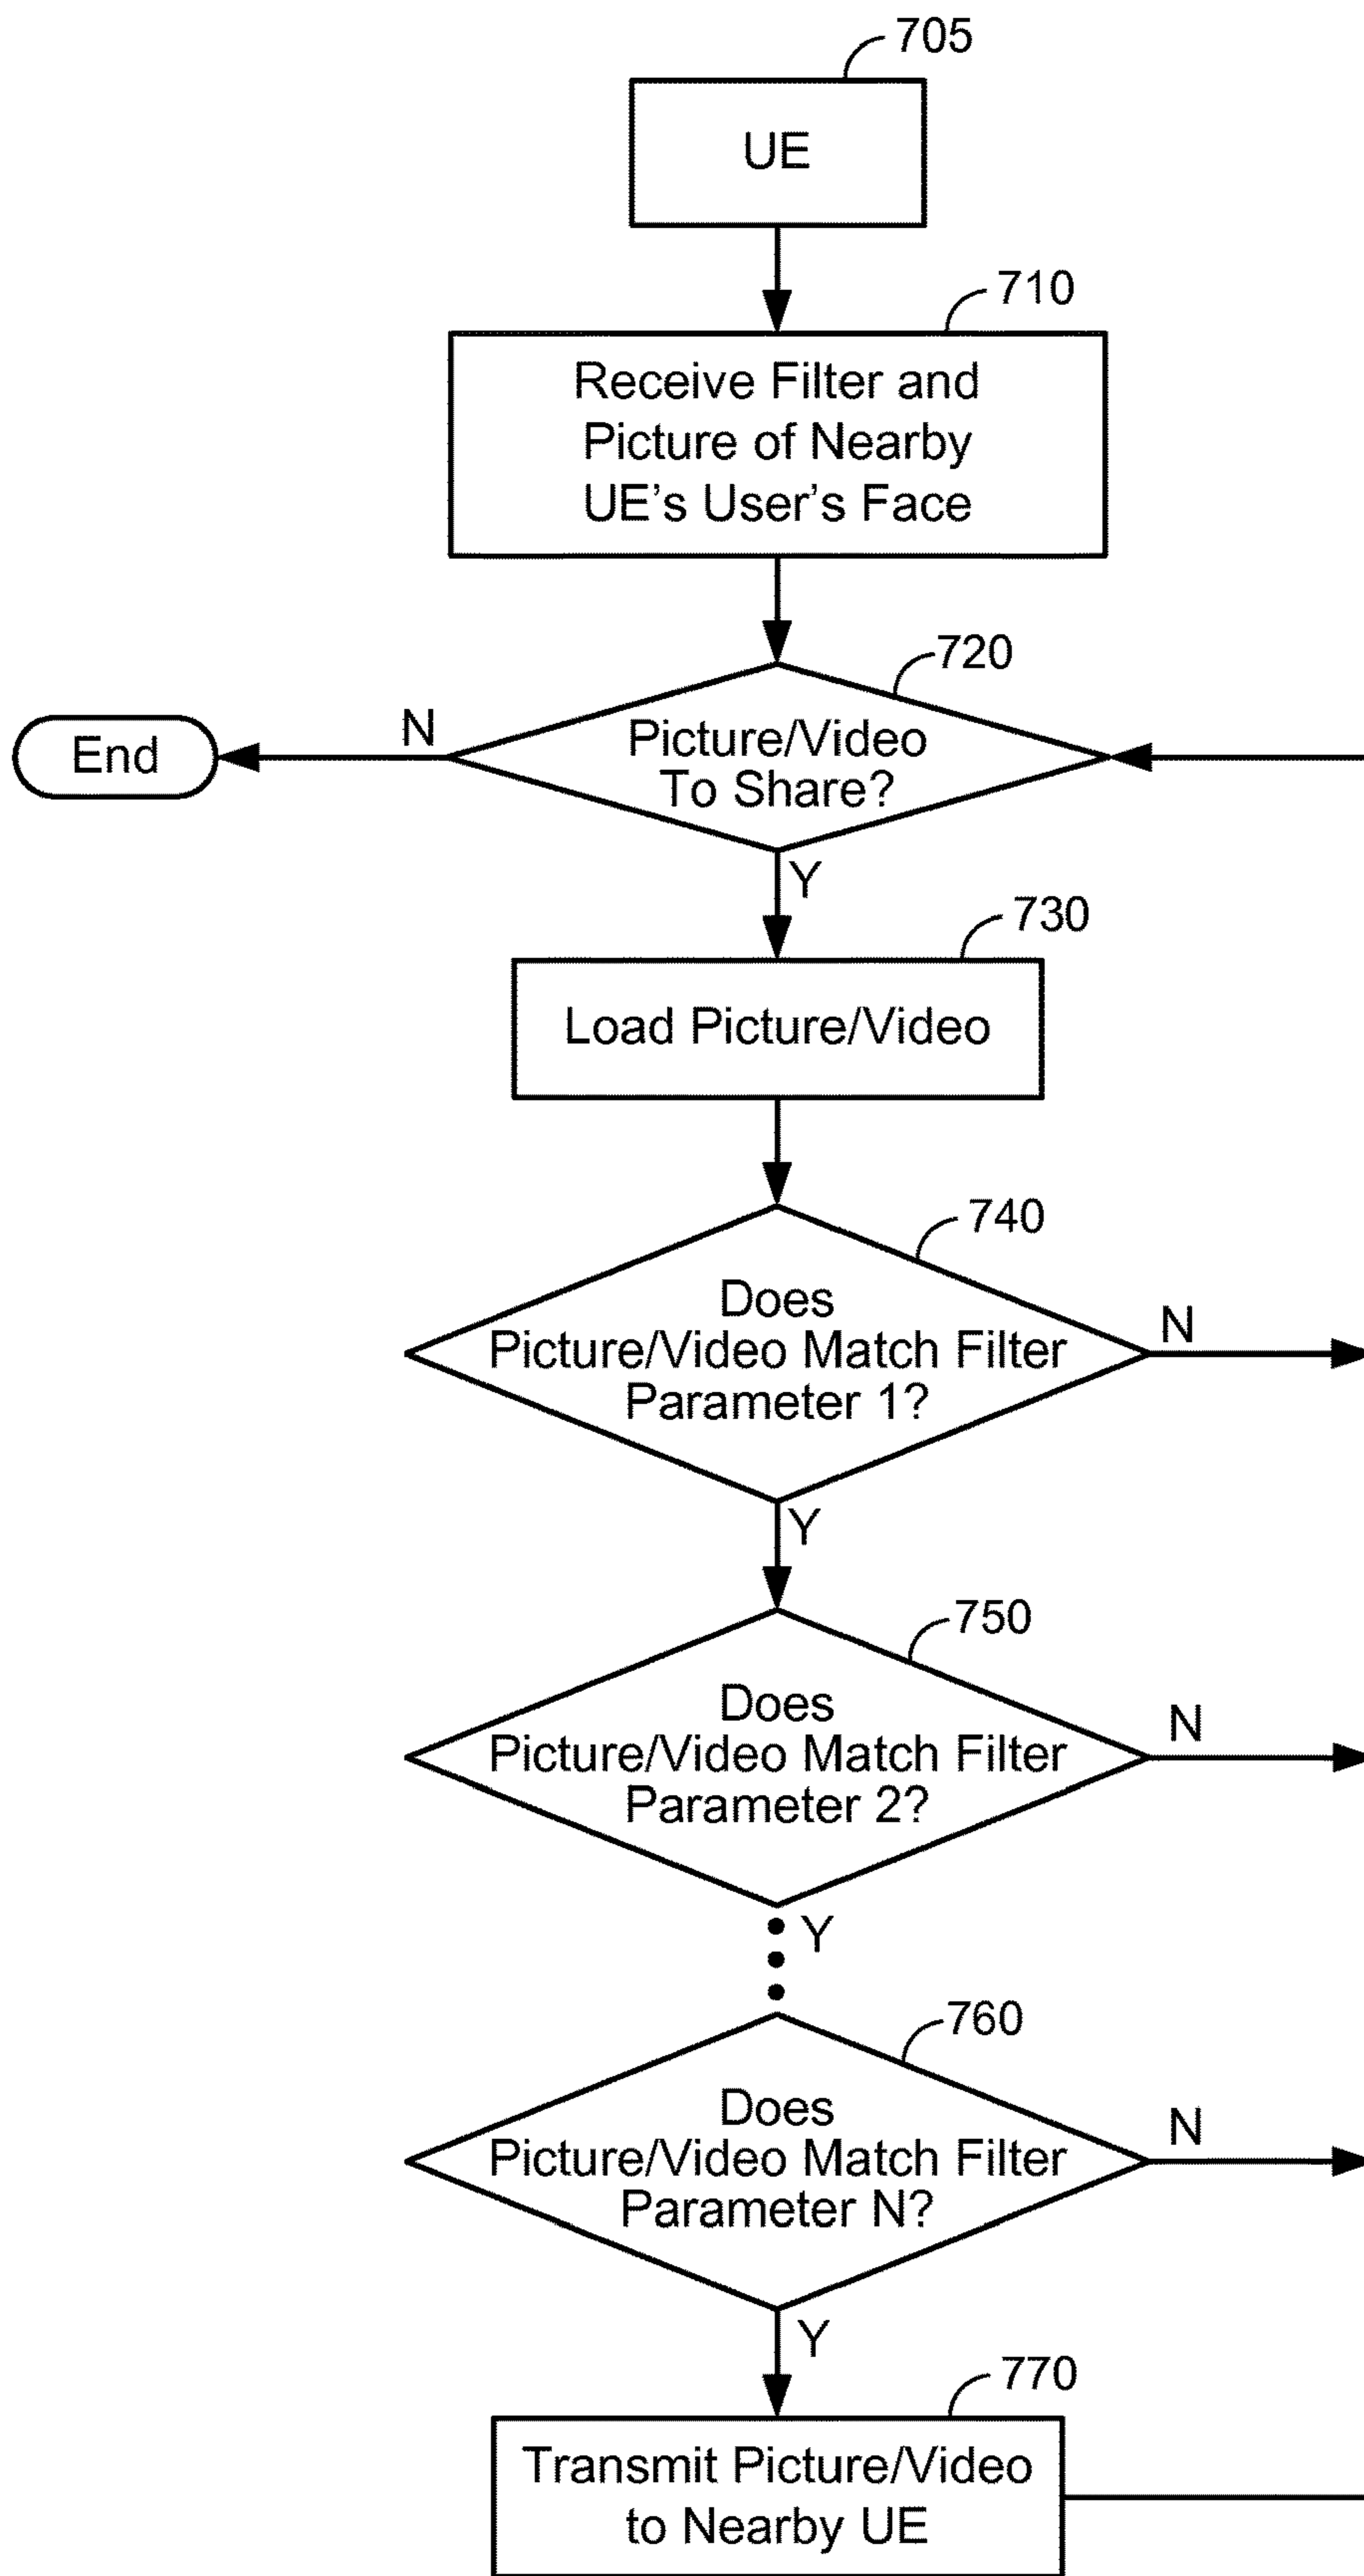 705
UE
710
Receive Filter and
Picture of Nearby
UE’s User’s Face
720
N
End
Picture/Video
To Share?
Y
730
Load Picture/Video
740
Does
N
Picture/Video Match Filter
Parameter 1?
Y
750
Does
N
Picture/Video Match Filter
Parameter 2?
Y
760
Does
N
Picture/Video Match Filter
Parameter N?
Y
770
Transmit Picture/Video
to Nearby UE